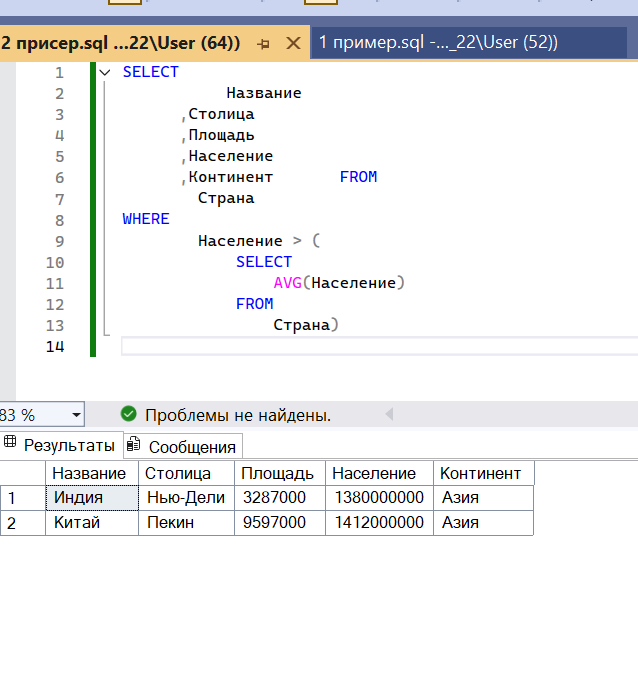 2 присер.sql ...22\User (64))
1 пример.sql -..._22\User (52))
1 SELECT
2 Название
3 ,Столица
4 ,Площадь
5 ,Население
6 ,Континент FROM
7 Страна
8 WHERE
9 Население > (
10 SELECT
11 AVG(Население)
12 FROM
13 Страна)
14
83 %
Проблемы не найдены.
Результаты Сообщения
Название Столица Площадь Население Континент
1 Индия Нью-Дели 3287000 1380000000 Азия
2 Китай Пекин 9597000 1412000000 Азия